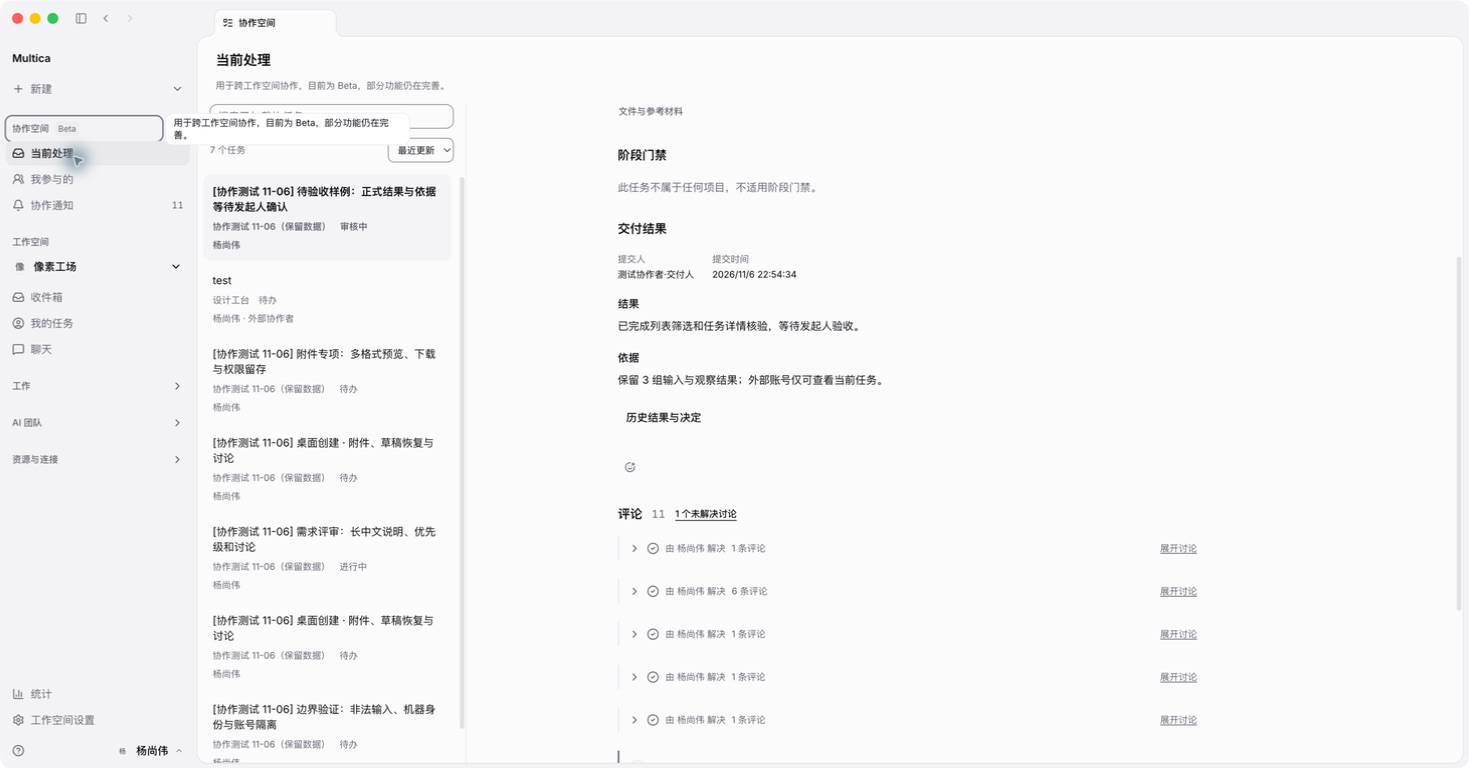 协作空间
Multica
新建
协作空间 Beta
当前处理
我参与的
协作通知 11
工作空间
像 像素工场
收件箱
我的任务
聊天
工作
AI 团队
资源与连接
统计
工作空间设置
杨 杨尚伟
当前处理
用于跨工作空间协作，目前为 Beta，部分功能仍在完善。
用于跨工作空间协作，目前为 Beta，部分功能仍在完
善。
7 个任务 最近更新
[协作测试 11-06] 待验收样例：正式结果与依据
等待发起人确认
协作测试 11-06（保留数据） 审核中
杨尚伟
test
设计工台 待办
杨尚伟 · 外部协作者
[协作测试 11-06] 附件专项：多格式预览、下载
与权限留存
协作测试 11-06（保留数据） 待办
杨尚伟
[协作测试 11-06] 桌面创建 · 附件、草稿恢复与
讨论
协作测试 11-06（保留数据） 待办
杨尚伟
[协作测试 11-06] 需求评审：长中文说明、优先
级和讨论
协作测试 11-06（保留数据） 进行中
杨尚伟
[协作测试 11-06] 桌面创建 · 附件、草稿恢复与
讨论
协作测试 11-06（保留数据） 待办
杨尚伟
[协作测试 11-06] 边界验证：非法输入、机器身
份与账号隔离
协作测试 11-06（保留数据） 待办
文件与参考材料
阶段门禁
此任务不属于任何项目，不适用阶段门禁。
交付结果
提交人 提交时间
测试协作者-交付人 2026/11/6 22:54:34
结果
已完成列表筛选和任务详情核验，等待发起人验收。
依据
保留 3 组输入与观察结果；外部账号仅可查看当前任务。
历史结果与决定
评论 11 1 个未解决讨论
由 杨尚伟 解决 1 条评论 展开讨论
由 杨尚伟 解决 6 条评论 展开讨论
由 杨尚伟 解决 1 条评论 展开讨论
由 杨尚伟 解决 1 条评论 展开讨论
由 杨尚伟 解决 1 条评论 展开讨论